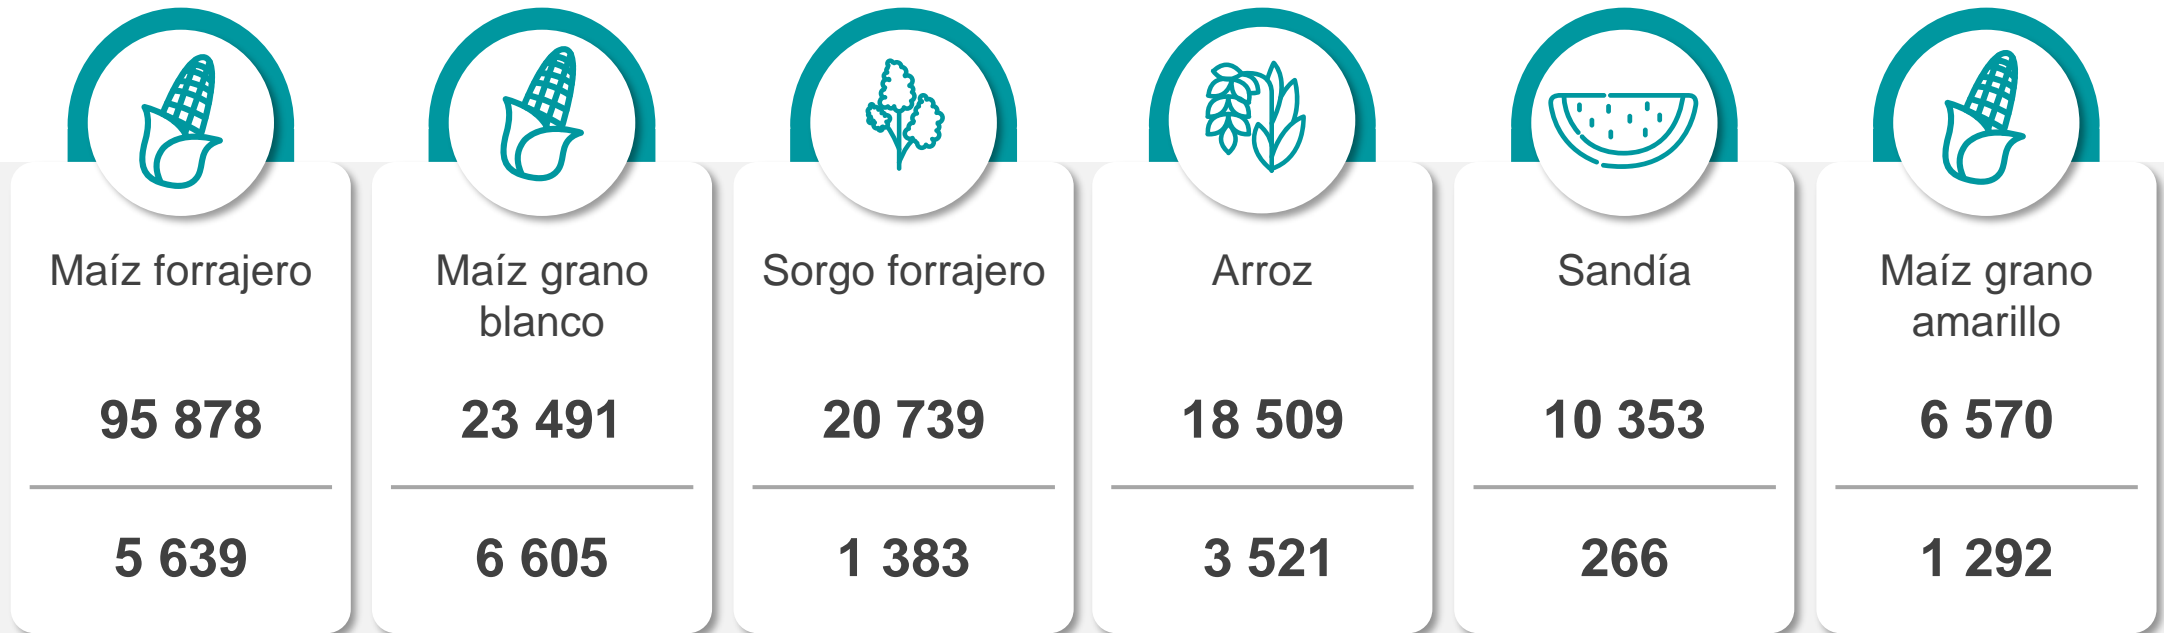 Maíz forrajero
95 878
5 639
Maíz grano
blanco
23 491
6 605
Sorgo forrajero
20 739
1 383
Arroz
18 509
3 521
Sandía
10 353
266
Maíz grano
amarillo
6 570
1 292